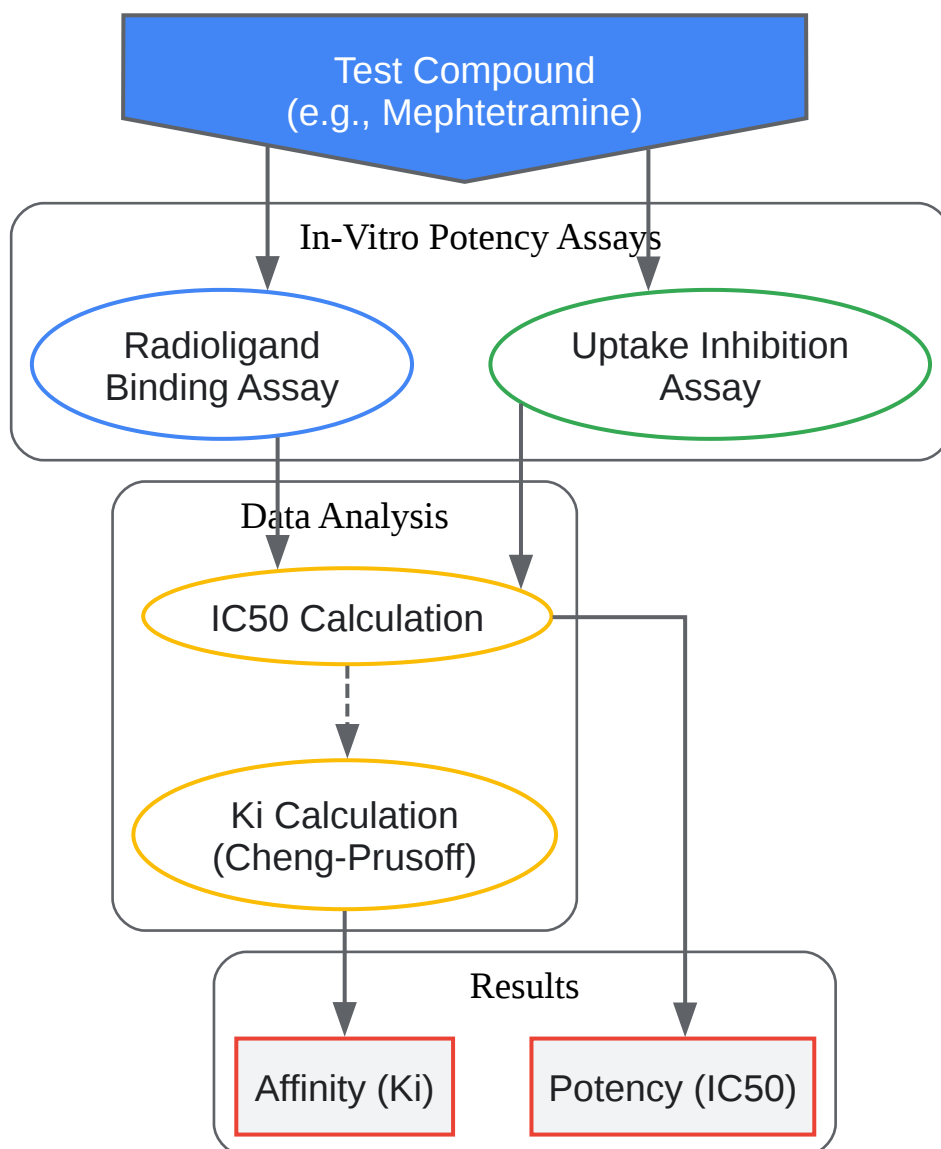 Test Compound
(e.g., Mephtetramine)
In-Vitro Potency Assays
Radioligand
Binding Assay
Uptake Inhibition
Assay
Data Analysis
IC50 Calculation
Ki Calculation
(Cheng-Prusoff)
Results
Affinity (Ki)
Potency (IC50)